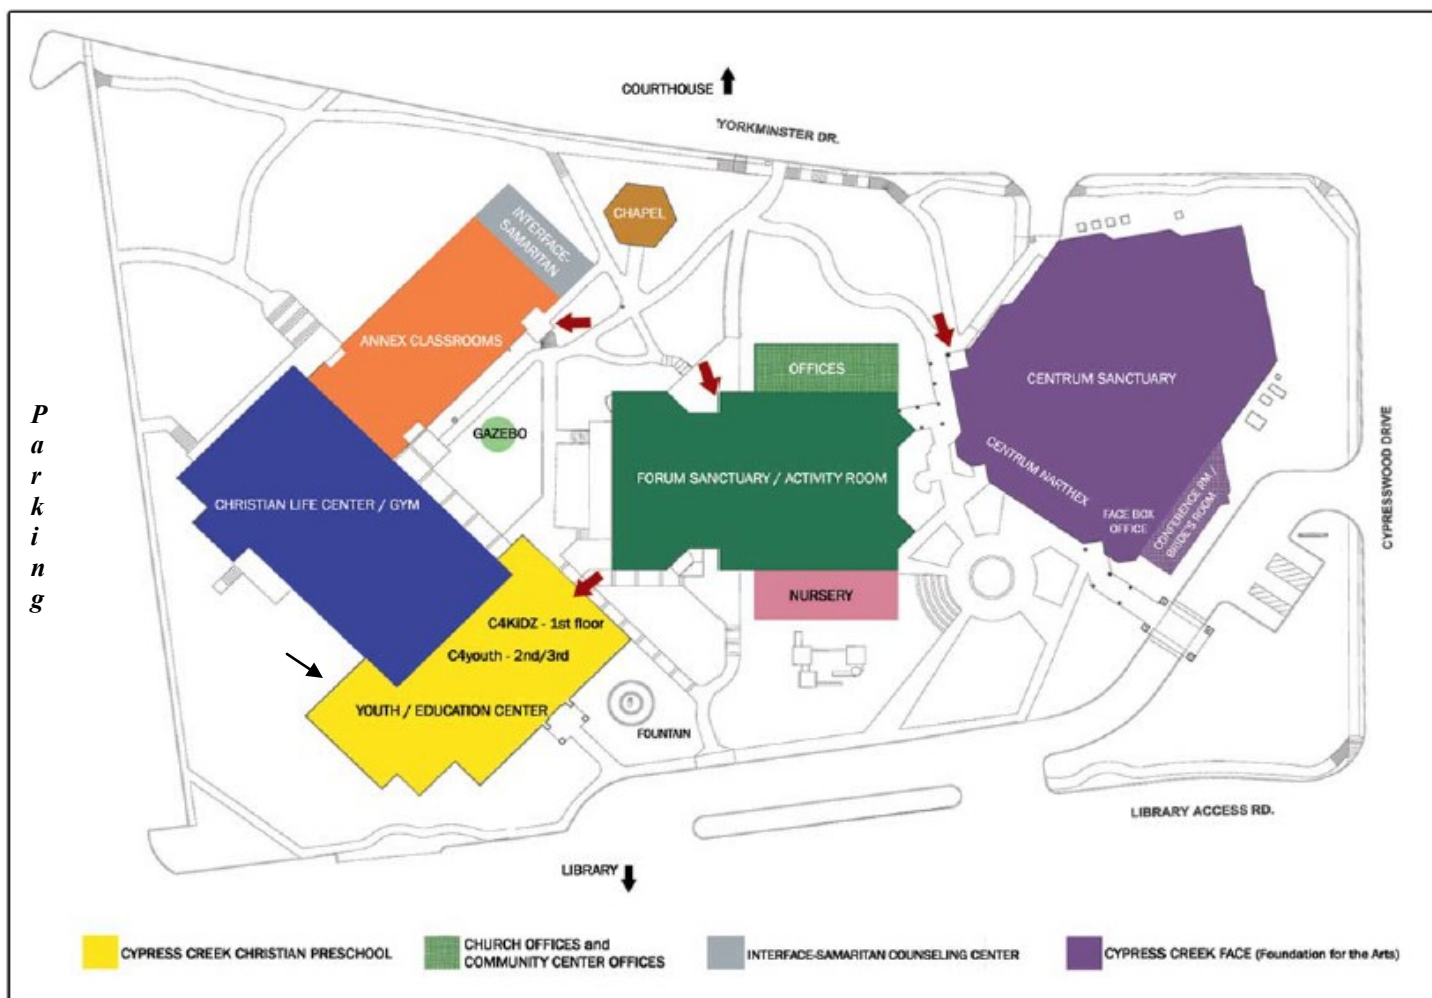 COURTHOUSE
YORKMINSTER DR.
CHAPEL
INTERFACE-
SAMARITAN
ANNEX CLASSROOMS
OFFICES
CENTRUM SANCTUARY
P
a
r
k
i
n
g
GAZEBO
CHRISTIAN LIFE CENTER / GYM
FORUM SANCTUARY / ACTIVITY ROOM
CENTRUM NARTHEX
FACE BOX
OFFICE
CONFERENCE RM /
BRIDE'S ROOM
CYPRESSWOOD DRIVE
NURSERY
C4KiDZ - 1st floor
C4youth - 2nd/3rd
YOUTH / EDUCATION CENTER
FOUNTAIN
LIBRARY ACCESS RD.
LIBRARY
CYPRESS CREEK CHRISTIAN PRESCHOOL
CHURCH OFFICES and
COMMUNITY CENTER OFFICES
INTERFACE-SAMARITAN COUNSELING CENTER
CYPRESS CREEK FACE (Foundation for the Arts)